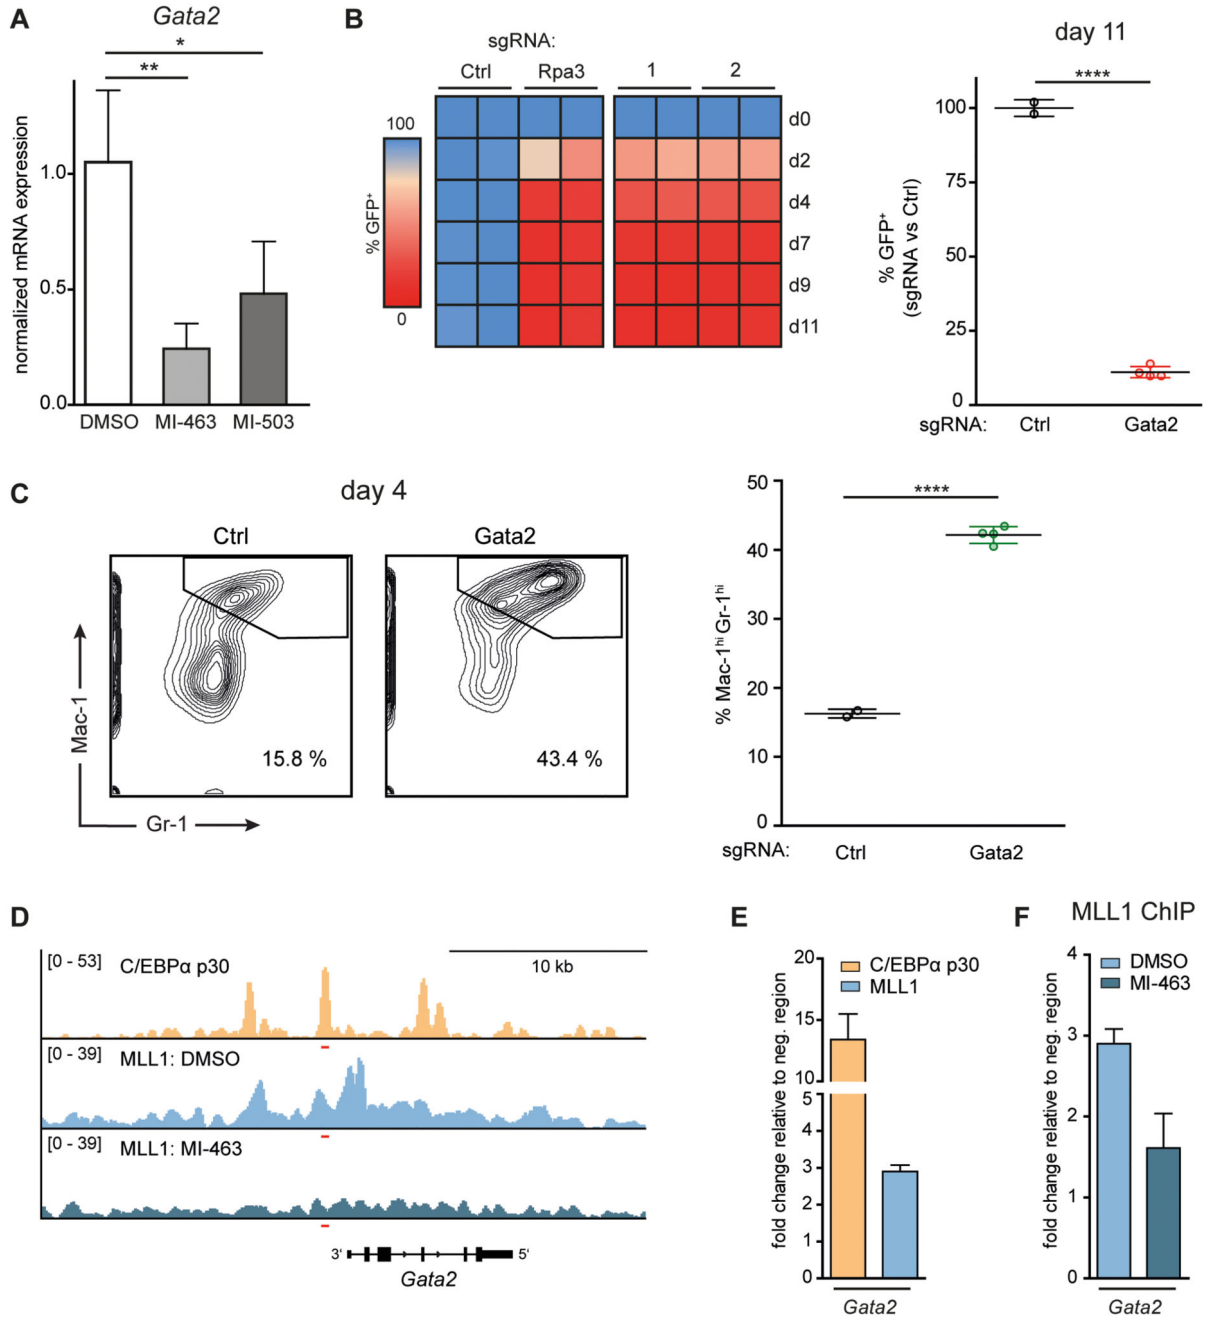 A
Gata2
*
**
normalized mRNA expression
1.0
0.5
0.0
DMSO MI-463 MI-503
B
sgRNA:
Ctrl Rpa3 1 2
100
% GFP⁺
0
d0
d2
d4
d7
d9
d11
day 11
****
% GFP⁺
(sgRNA vs Ctrl)
100
75
50
25
0
sgRNA: Ctrl Gata2
C
day 4
Ctrl
Gata2
Mac-1
Gr-1
15.8 %
43.4 %
****
% Mac-1ʰⁱ Gr-1ʰⁱ
50
40
30
20
10
0
sgRNA: Ctrl Gata2
D
[0 - 53] C/EBPα p30
10 kb
[0 - 39] MLL1: DMSO
[0 - 39] MLL1: MI-463
3' 5'
Gata2
E
C/EBPα p30
MLL1
fold change relative to neg. region
20
15
10
5
5
4
3
2
1
0
Gata2
F
MLL1 ChIP
DMSO
MI-463
fold change relative to neg. region
4
3
2
1
0
Gata2